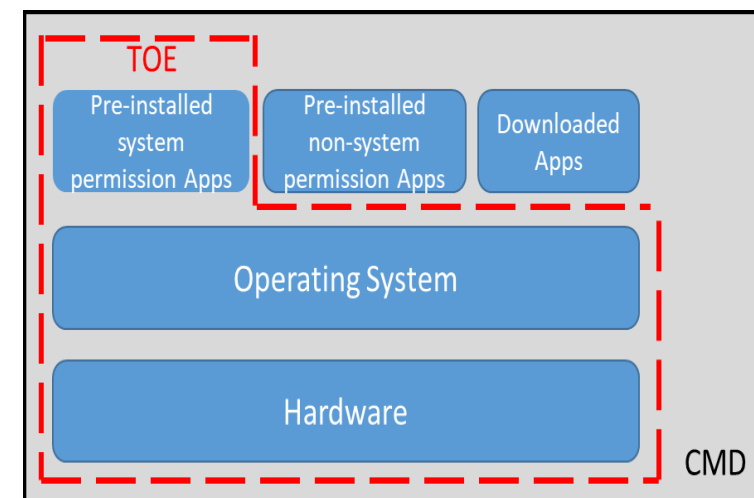 TOE
Pre-installed
system
permission Apps
Pre-installed
non-system
permission Apps
Downloaded
Apps
Operating System
Hardware
CMD